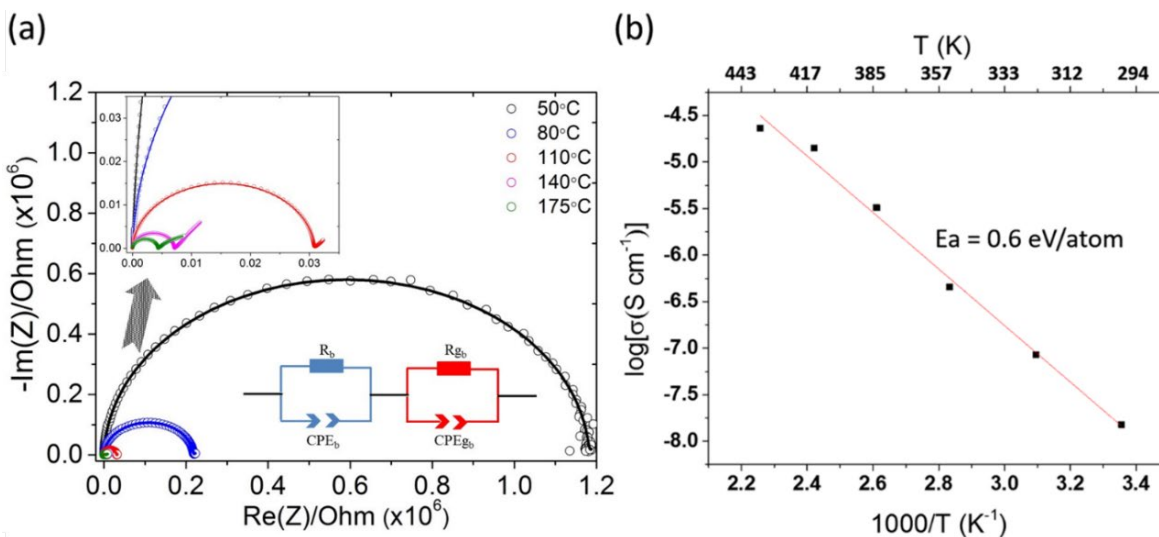 (a)
1.2
1.0
0.8
0.6
0.4
0.2
0.0
-Im(Z)/Ohm (x10⁶)
0.03
0.02
0.01
0.00
0.00 0.01 0.02 0.03
50°C
80°C
110°C
140°C
175°C
R_b
CPE_b
Rg_b
CPEg_b
0.0 0.2 0.4 0.6 0.8 1.0 1.2
Re(Z)/Ohm (x10⁶)
(b)
T (K)
443 417 385 357 333 312 294
-4.5
-5.0
-5.5
-6.0
-6.5
-7.0
-7.5
-8.0
log[σ(S cm⁻¹)]
Ea = 0.6 eV/atom
2.2 2.4 2.6 2.8 3.0 3.2 3.4
1000/T (K⁻¹)